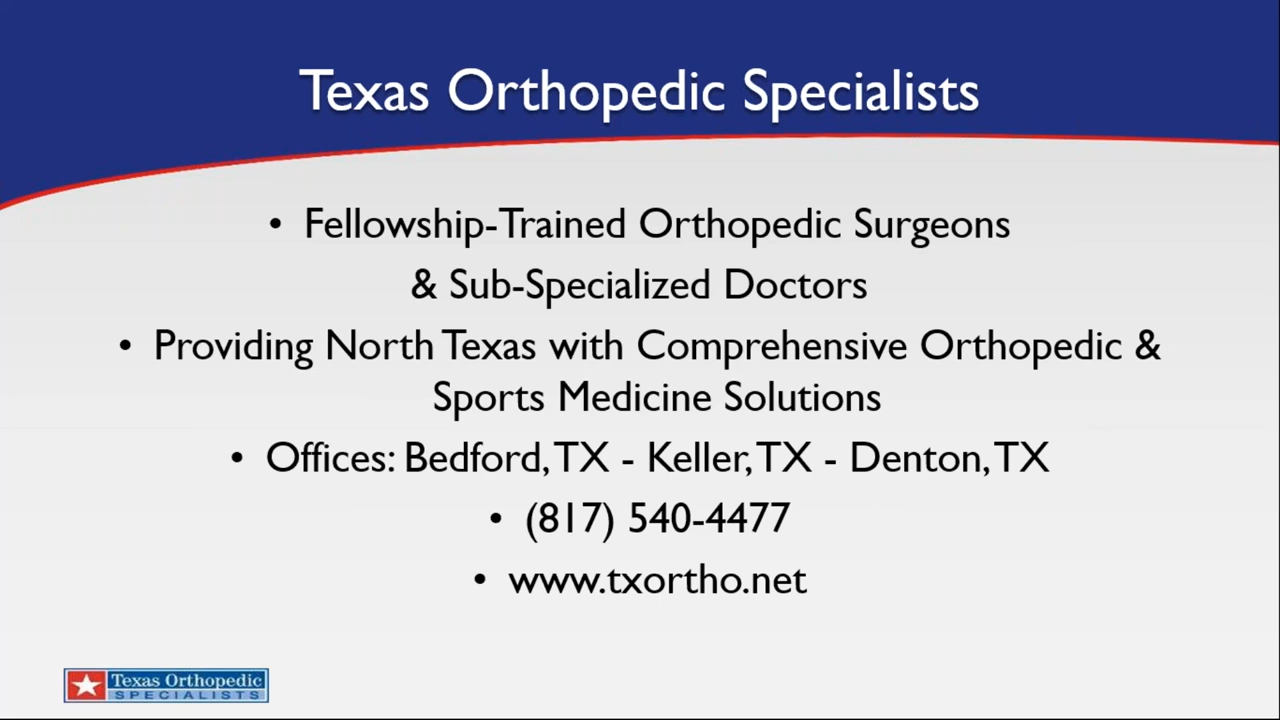 Texas Orthopedic Specialists
• Fellowship-Trained Orthopedic Surgeons
& Sub-Specialized Doctors
• Providing North Texas with Comprehensive Orthopedic &
Sports Medicine Solutions
• Offices: Bedford, TX - Keller, TX - Denton, TX
• (817) 540-4477
• www.txortho.net
Texas Orthopedic
SPECIALISTS